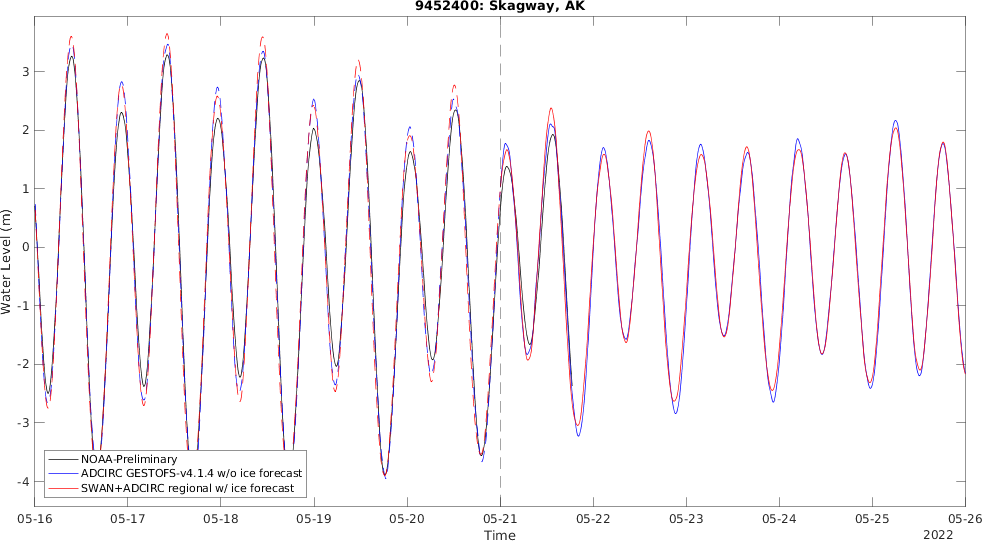 9452400: Skagway, AK
Water Level (m)
3
2
1
0
-1
-2
-3
-4
NOAA-Preliminary
ADCIRC GESTOFS-v4.1.4 w/o ice forecast
SWAN+ADCIRC regional w/ ice forecast
05-16 05-17 05-18 05-19 05-20 05-21 05-22 05-23 05-24 05-25 05-26
Time
2022